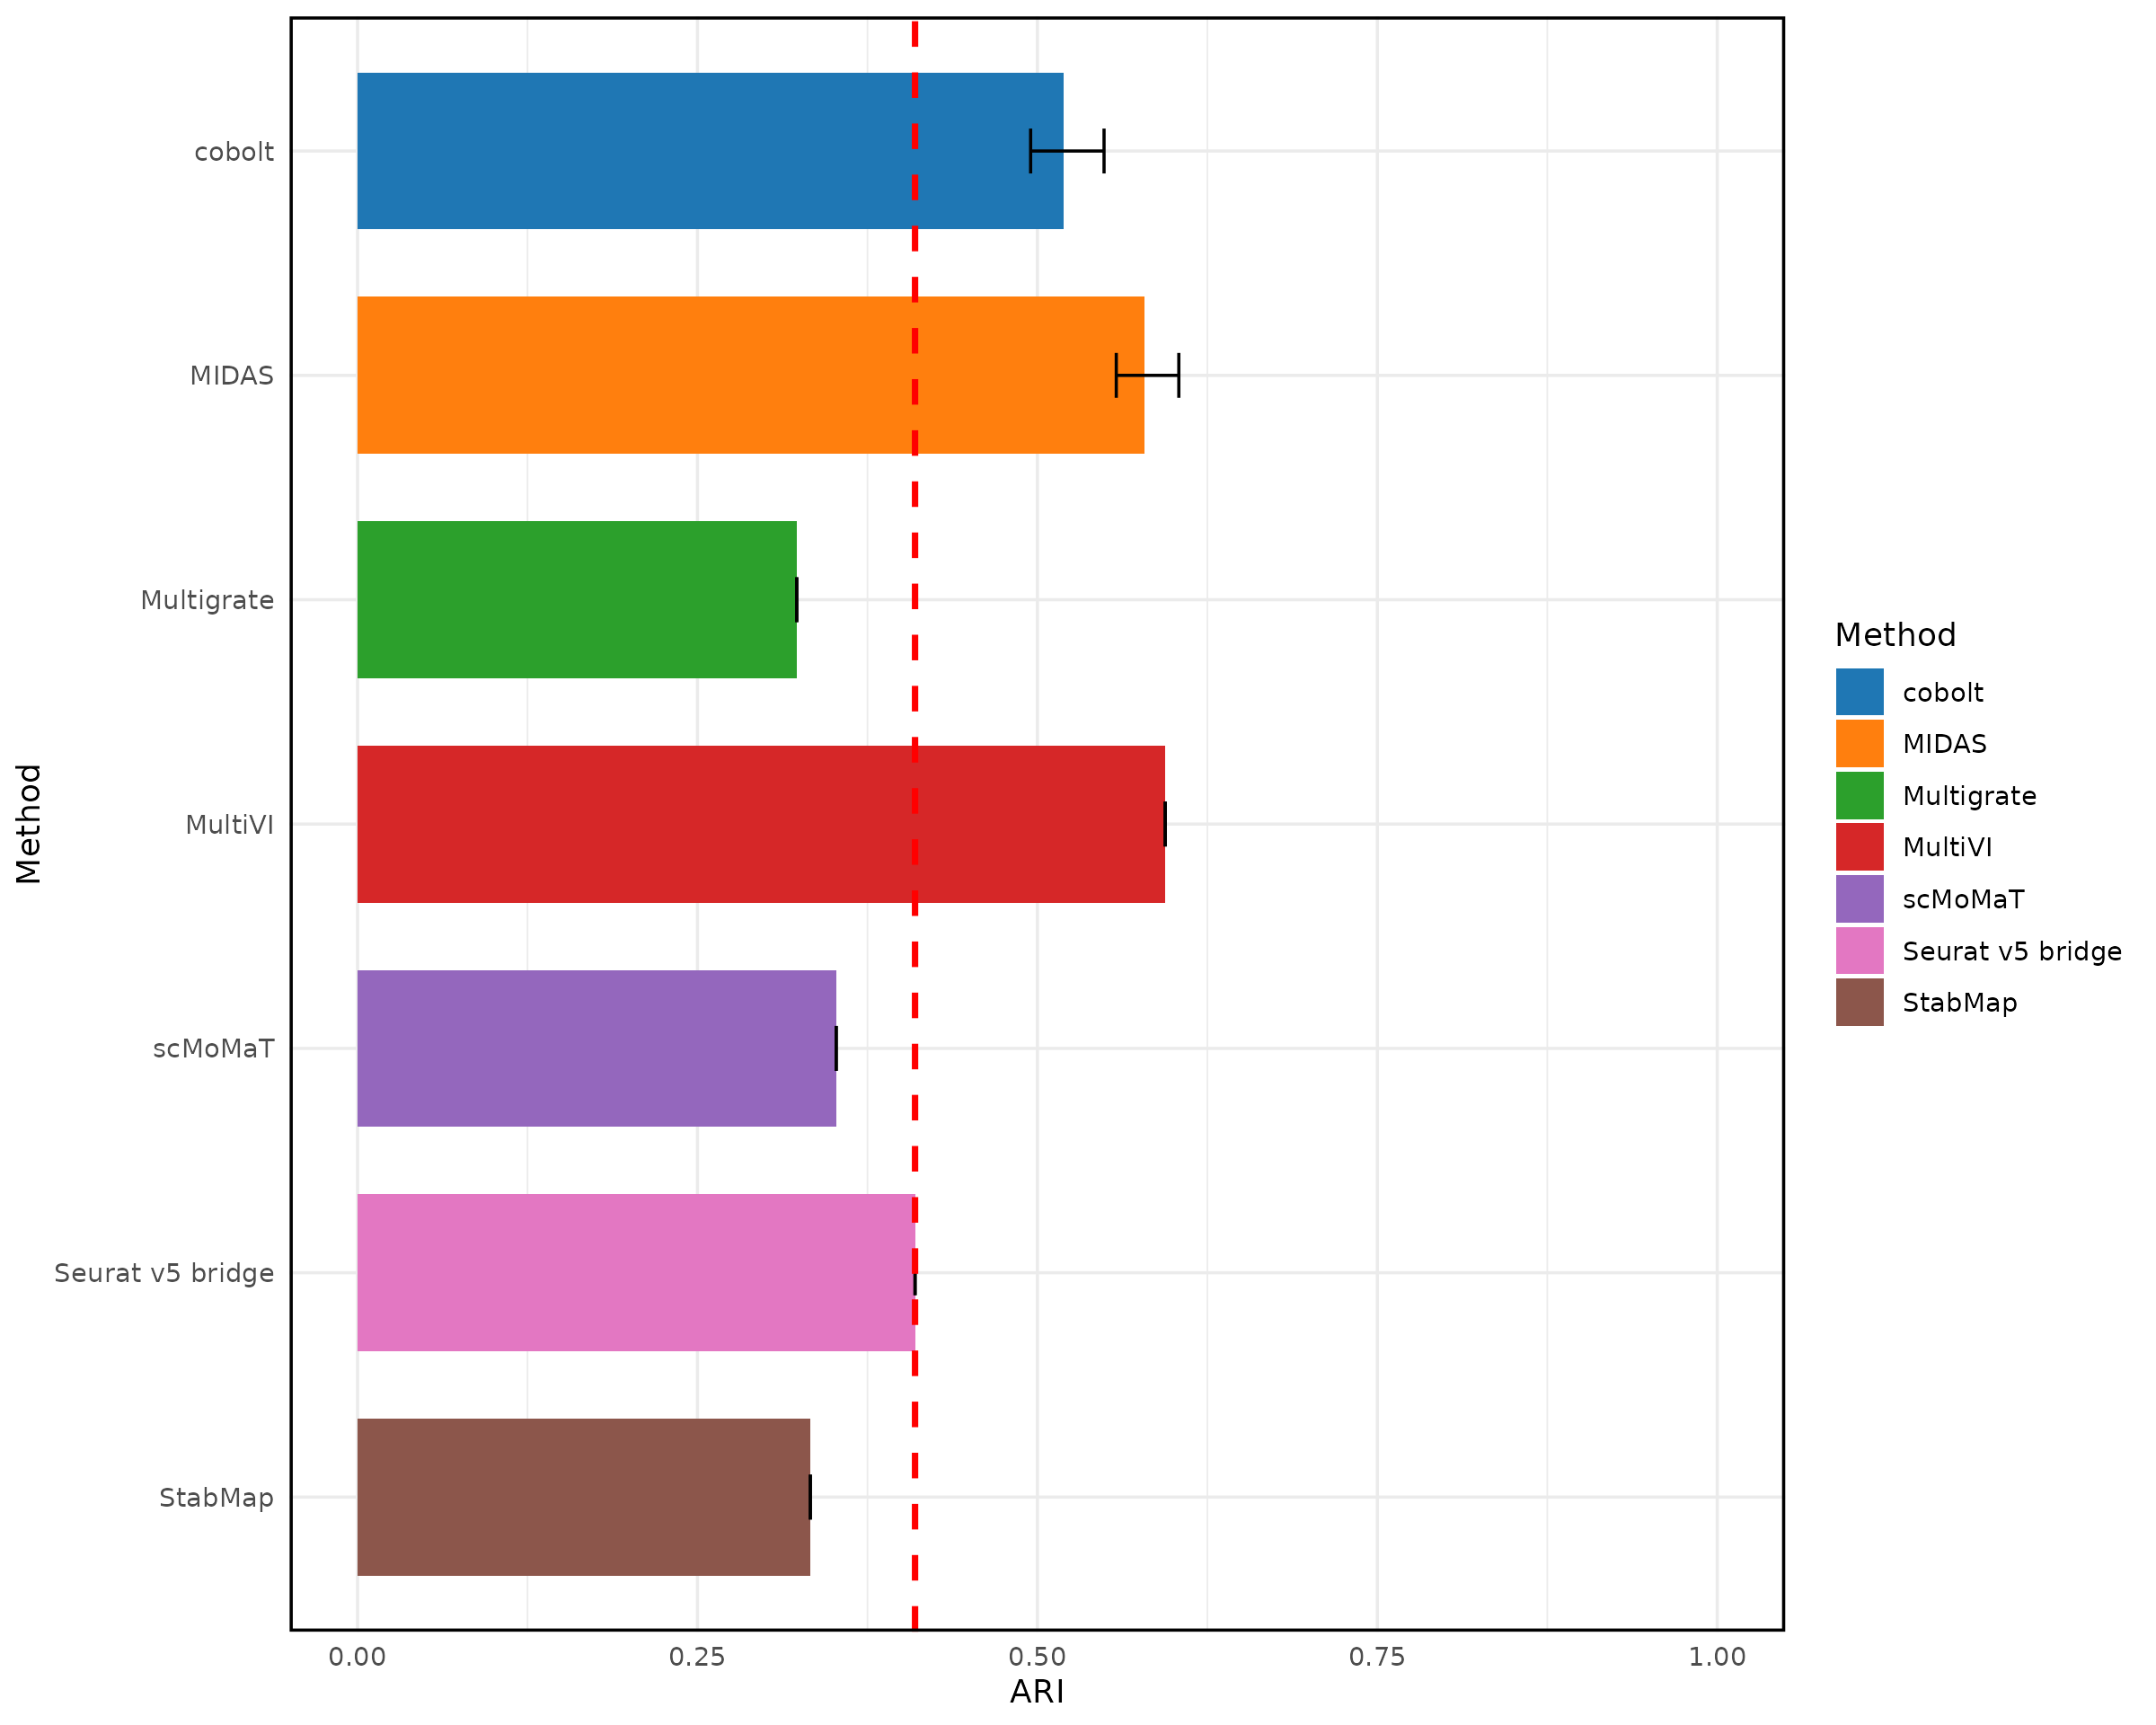 Method
cobolt
MIDAS
Multigrate
MultiVI
scMoMaT
Seurat v5 bridge
StabMap
0.00
0.25
0.50
0.75
1.00
ARI
Method
cobolt
MIDAS
Multigrate
MultiVI
scMoMaT
Seurat v5 bridge
StabMap